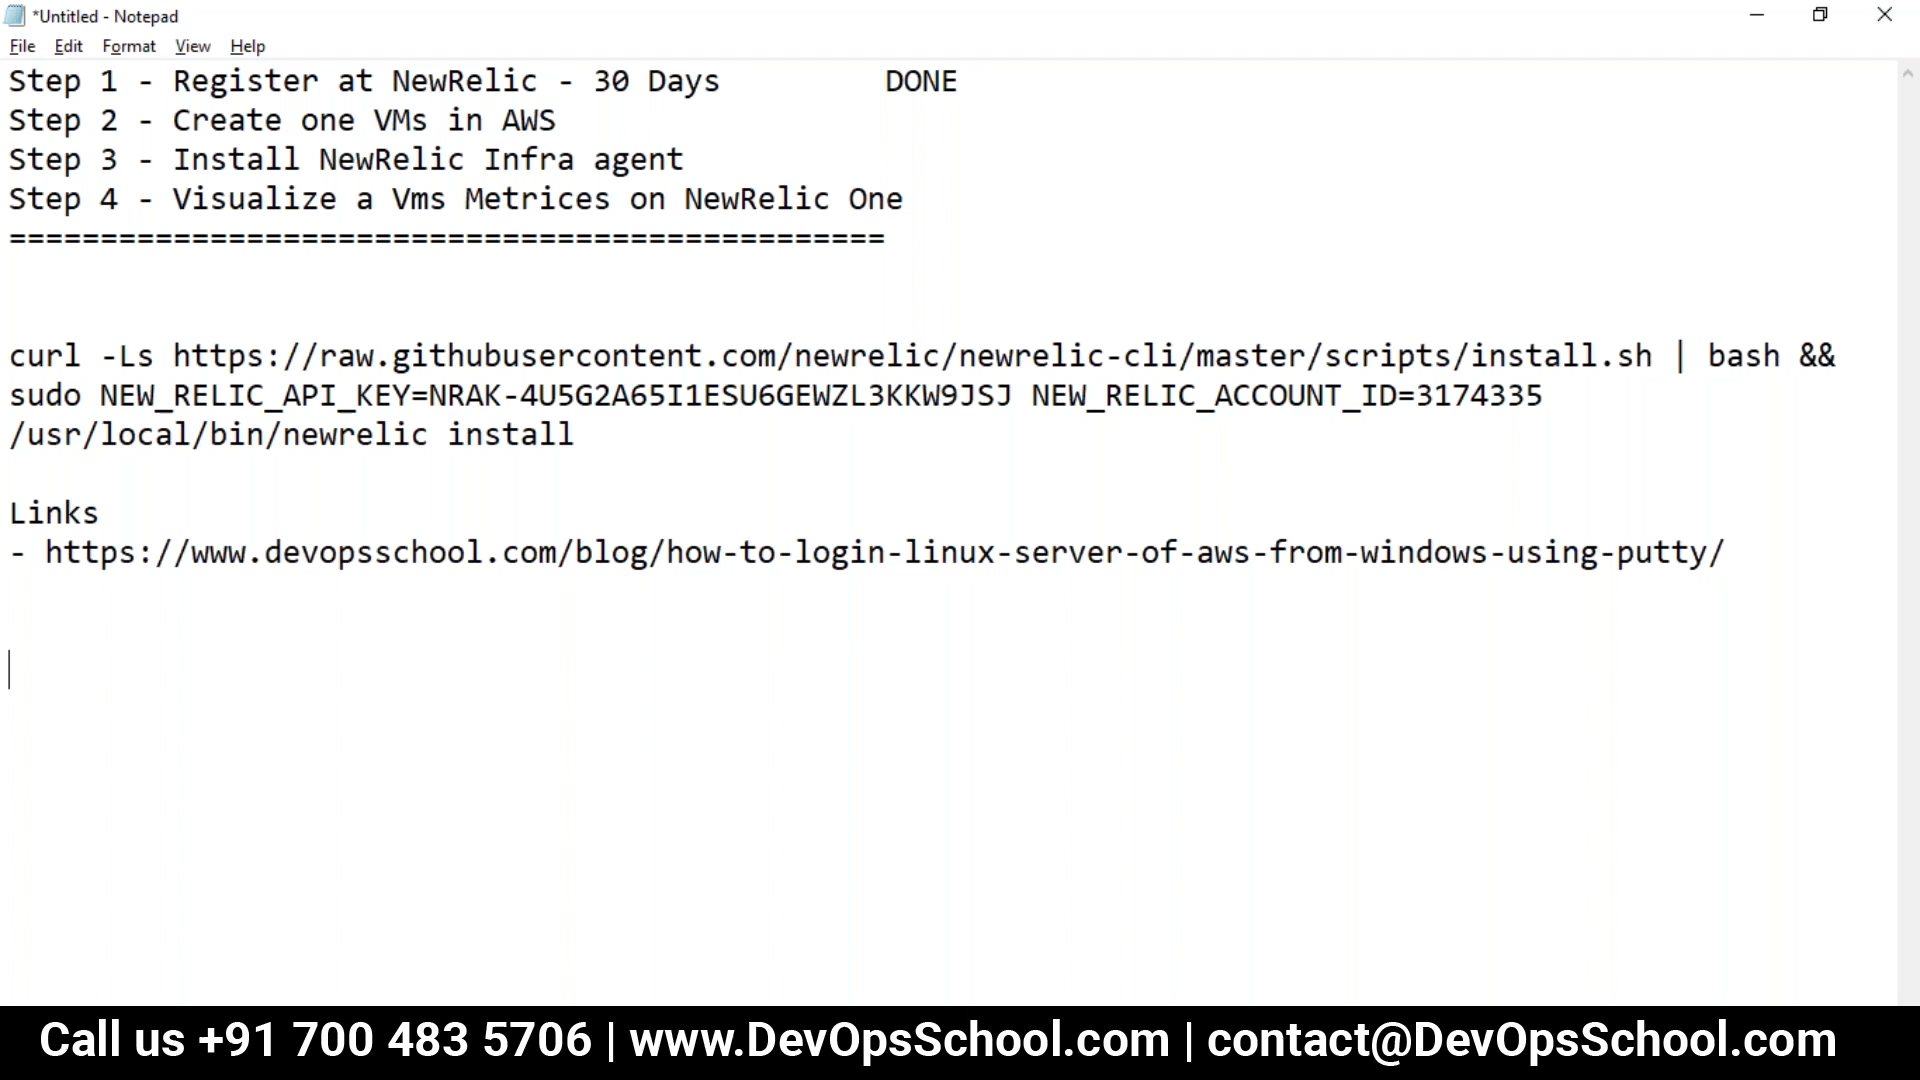 *Untitled - Notepad
File Edit Format View Help
Step 1 - Register at NewRelic - 30 Days DONE
Step 2 - Create one VMs in AWS
Step 3 - Install NewRelic Infra agent
Step 4 - Visualize a Vms Metrices on NewRelic One
================================================
curl -Ls https://raw.githubusercontent.com/newrelic/newrelic-cli/master/scripts/install.sh | bash &&
sudo NEW_RELIC_API_KEY=NRAK-4U5G2A65I1ESU6GEWZL3KKW9JSJ NEW_RELIC_ACCOUNT_ID=3174335
/usr/local/bin/newrelic install
Links
- https://www.devopsschool.com/blog/how-to-login-linux-server-of-aws-from-windows-using-putty/
Call us +91 700 483 5706 | www.DevOpsSchool.com | contact@DevOpsSchool.com